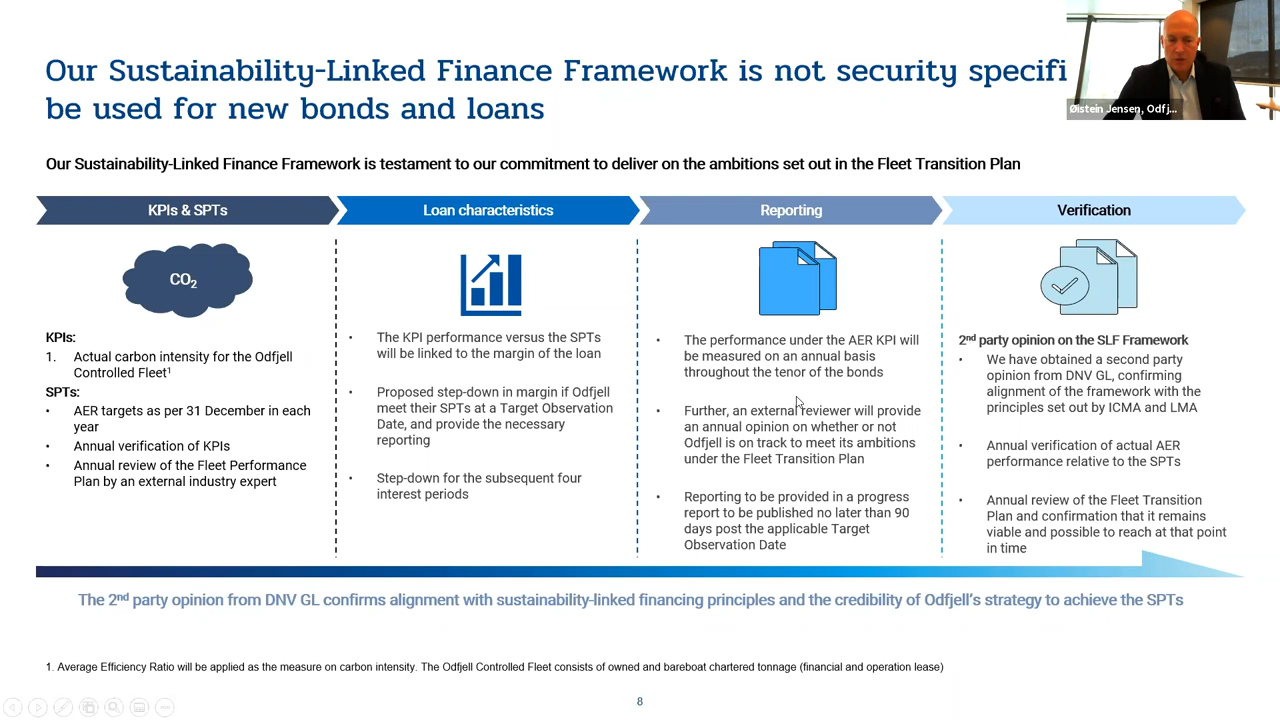 Our Sustainability-Linked Finance Framework is not security specifi
be used for new bonds and loans
Øistein Jensen, Odfj...
Our Sustainability-Linked Finance Framework is testament to our commitment to deliver on the ambitions set out in the Fleet Transition Plan
KPIs & SPTs
Loan characteristics
Reporting
Verification
CO2
KPIs:
1. Actual carbon intensity for the Odfjell
Controlled Fleet1
SPTs:
• AER targets as per 31 December in each
year
• Annual verification of KPIs
• Annual review of the Fleet Performance
Plan by an external industry expert
• The KPI performance versus the SPTs
will be linked to the margin of the loan
• Proposed step-down in margin if Odfjell
meet their SPTs at a Target Observation
Date, and provide the necessary
reporting
• Step-down for the subsequent four
interest periods
• The performance under the AER KPI will
be measured on an annual basis
throughout the tenor of the bonds
• Further, an external reviewer will provide
an annual opinion on whether or not
Odfjell is on track to meet its ambitions
under the Fleet Transition Plan
• Reporting to be provided in a progress
report to be published no later than 90
days post the applicable Target
Observation Date
2nd party opinion on the SLF Framework
• We have obtained a second party
opinion from DNV GL, confirming
alignment of the framework with the
principles set out by ICMA and LMA
• Annual verification of actual AER
performance relative to the SPTs
• Annual review of the Fleet Transition
Plan and confirmation that it remains
viable and possible to reach at that point
in time
The 2nd party opinion from DNV GL confirms alignment with sustainability-linked financing principles and the credibility of Odfjell's strategy to achieve the SPTs
1. Average Efficiency Ratio will be applied as the measure on carbon intensity. The Odfjell Controlled Fleet consists of owned and bareboat chartered tonnage (financial and operation lease)
8